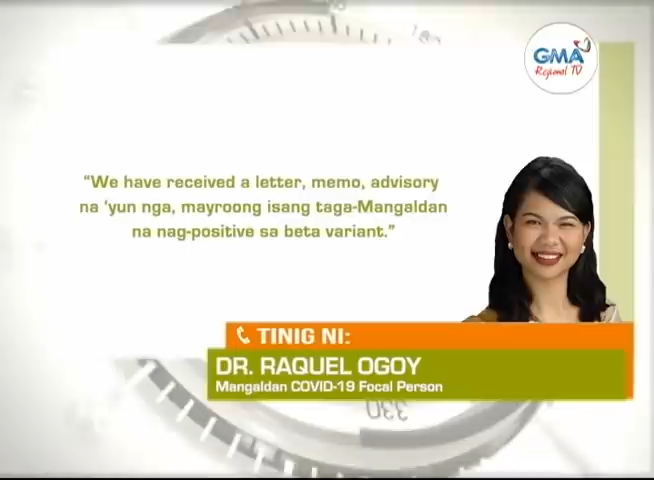 GMA
Regional TV
“We have received a letter, memo, advisory
na ‘yun nga, mayroong isang taga-Mangaldan
na nag-positive sa beta variant.”
TINIG NI:
DR. RAQUEL OGOY
Mangaldan COVID-19 Focal Person
330